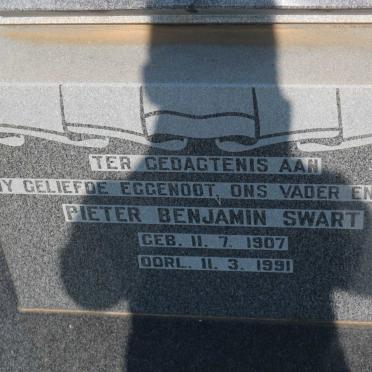 TER GEDAGTENIS AAN
GELIEFDE EGGENOOT, ONS VADER EN
PIETER BENJAMIN SWART
GEB. 11. 7. 1907
OORL. 11. 3. 1991